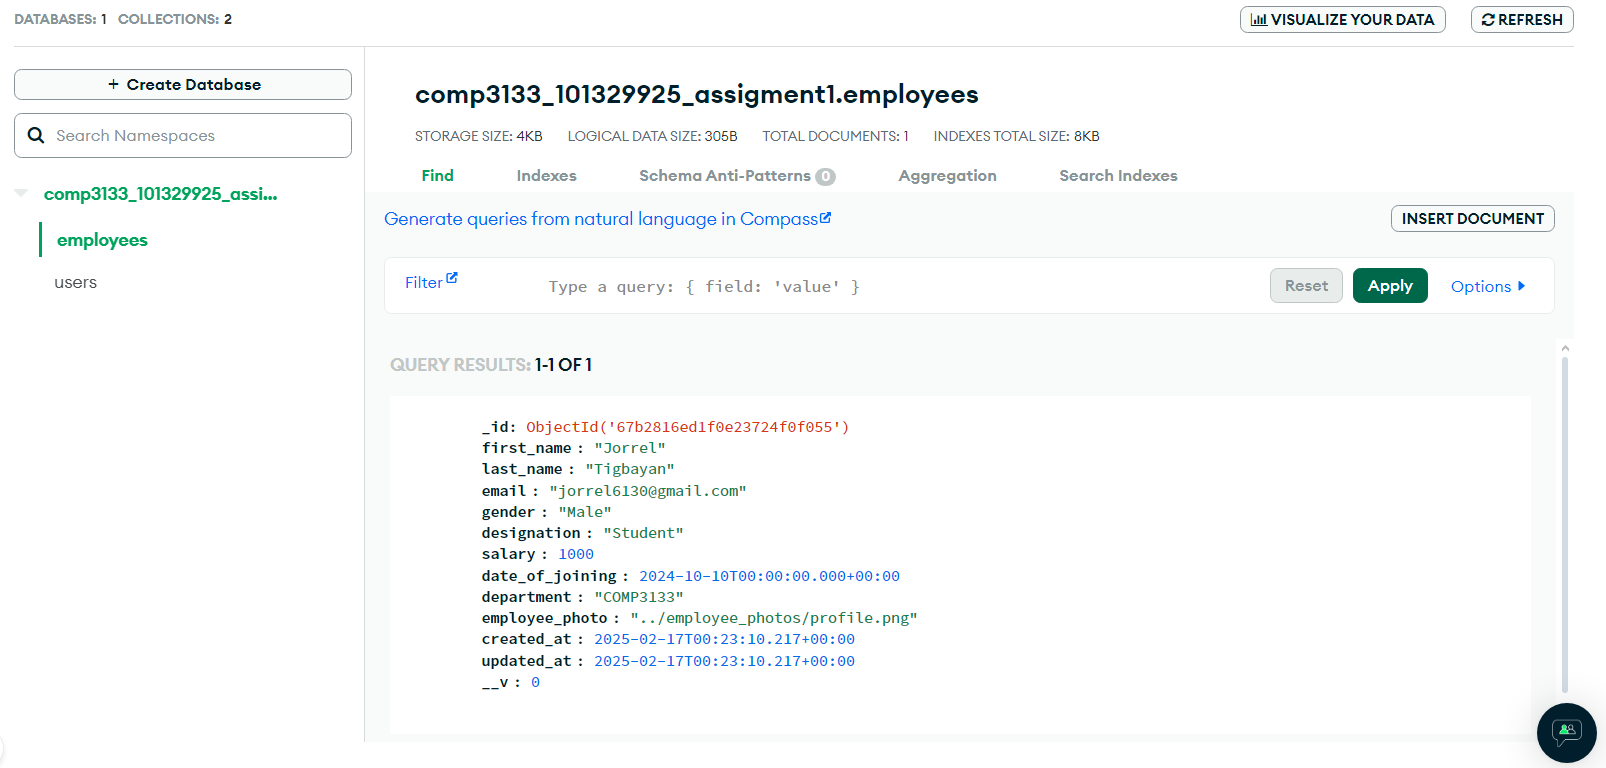 DATABASES: 1 COLLECTIONS: 2
VISUALIZE YOUR DATA
REFRESH
+ Create Database
Search Namespaces
comp3133_101329925_assi...
employees
users
comp3133_101329925_assigment1.employees
STORAGE SIZE: 4KB LOGICAL DATA SIZE: 305B TOTAL DOCUMENTS: 1 INDEXES TOTAL SIZE: 8KB
Find Indexes Schema Anti-Patterns 0 Aggregation Search Indexes
Generate queries from natural language in Compass
INSERT DOCUMENT
Filter Type a query: { field: 'value' } Reset Apply Options
QUERY RESULTS: 1-1 OF 1
_id: ObjectId('67b2816ed1f0e23724f0f055')
first_name : "Jorrel"
last_name : "Tigbayan"
email : "jorrel6130@gmail.com"
gender : "Male"
designation : "Student"
salary : 1000
date_of_joining : 2024-10-10T00:00:00.000+00:00
department : "COMP3133"
employee_photo : "../employee_photos/profile.png"
created_at : 2025-02-17T00:23:10.217+00:00
updated_at : 2025-02-17T00:23:10.217+00:00
__v : 0